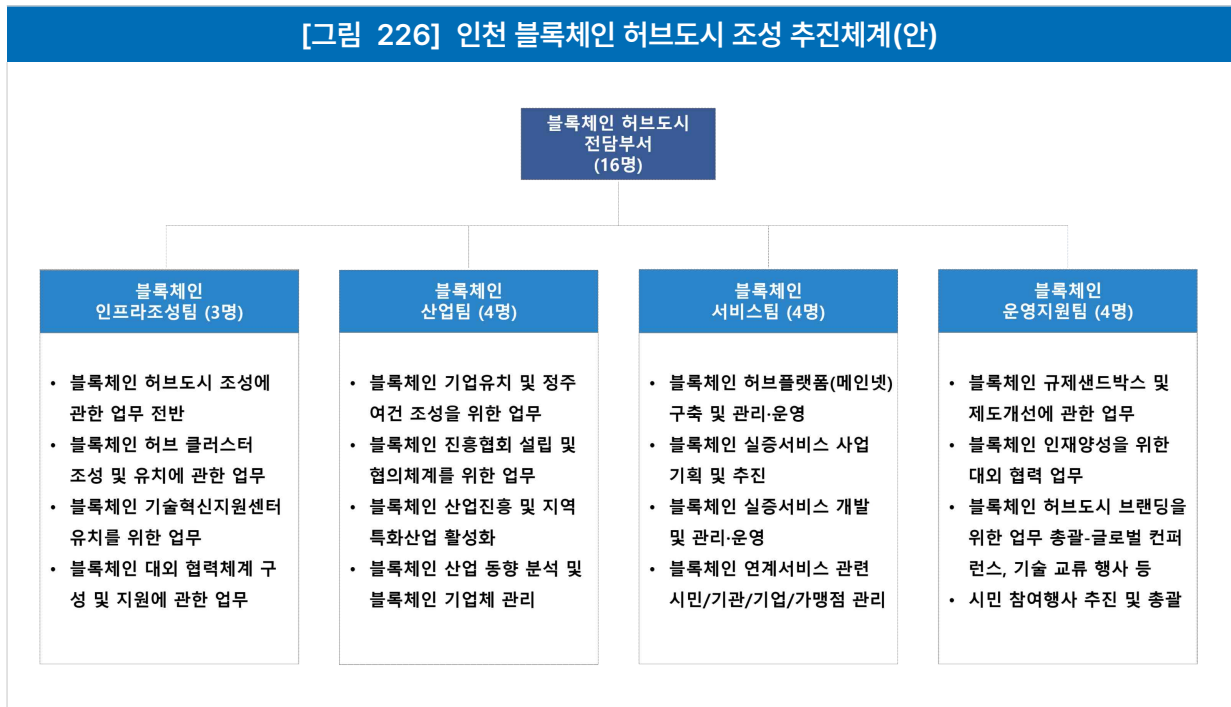 [그림 226] 인천 블록체인 허브도시 조성 추진체계(안)
블록체인 허브도시
전담부서
(16명)
블록체인
인프라조성팀 (3명)
• 블록체인 허브도시 조성에
관한 업무 전반
• 블록체인 허브 클러스터
조성 및 유치에 관한 업무
• 블록체인 기술혁신지원센터
유치를 위한 업무
• 블록체인 대외 협력체계 구
성 및 지원에 관한 업무
블록체인
산업팀 (4명)
• 블록체인 기업유치 및 정주
여건 조성을 위한 업무
• 블록체인 진흥협회 설립 및
협의체계를 위한 업무
• 블록체인 산업진흥 및 지역
특화산업 활성화
• 블록체인 산업 동향 분석 및
블록체인 기업체 관리
블록체인
서비스팀 (4명)
• 블록체인 허브플랫폼(메인넷)
구축 및 관리·운영
• 블록체인 실증서비스 사업
기획 및 추진
• 블록체인 실증서비스 개발
및 관리·운영
• 블록체인 연계서비스 관련
시민/기관/기업/가맹점 관리
블록체인
운영지원팀 (4명)
• 블록체인 규제샌드박스 및
제도개선에 관한 업무
• 블록체인 인재양성을 위한
대외 협력 업무
• 블록체인 허브도시 브랜딩을
위한 업무 총괄-글로벌 컨퍼
런스, 기술 교류 행사 등
• 시민 참여행사 추진 및 총괄